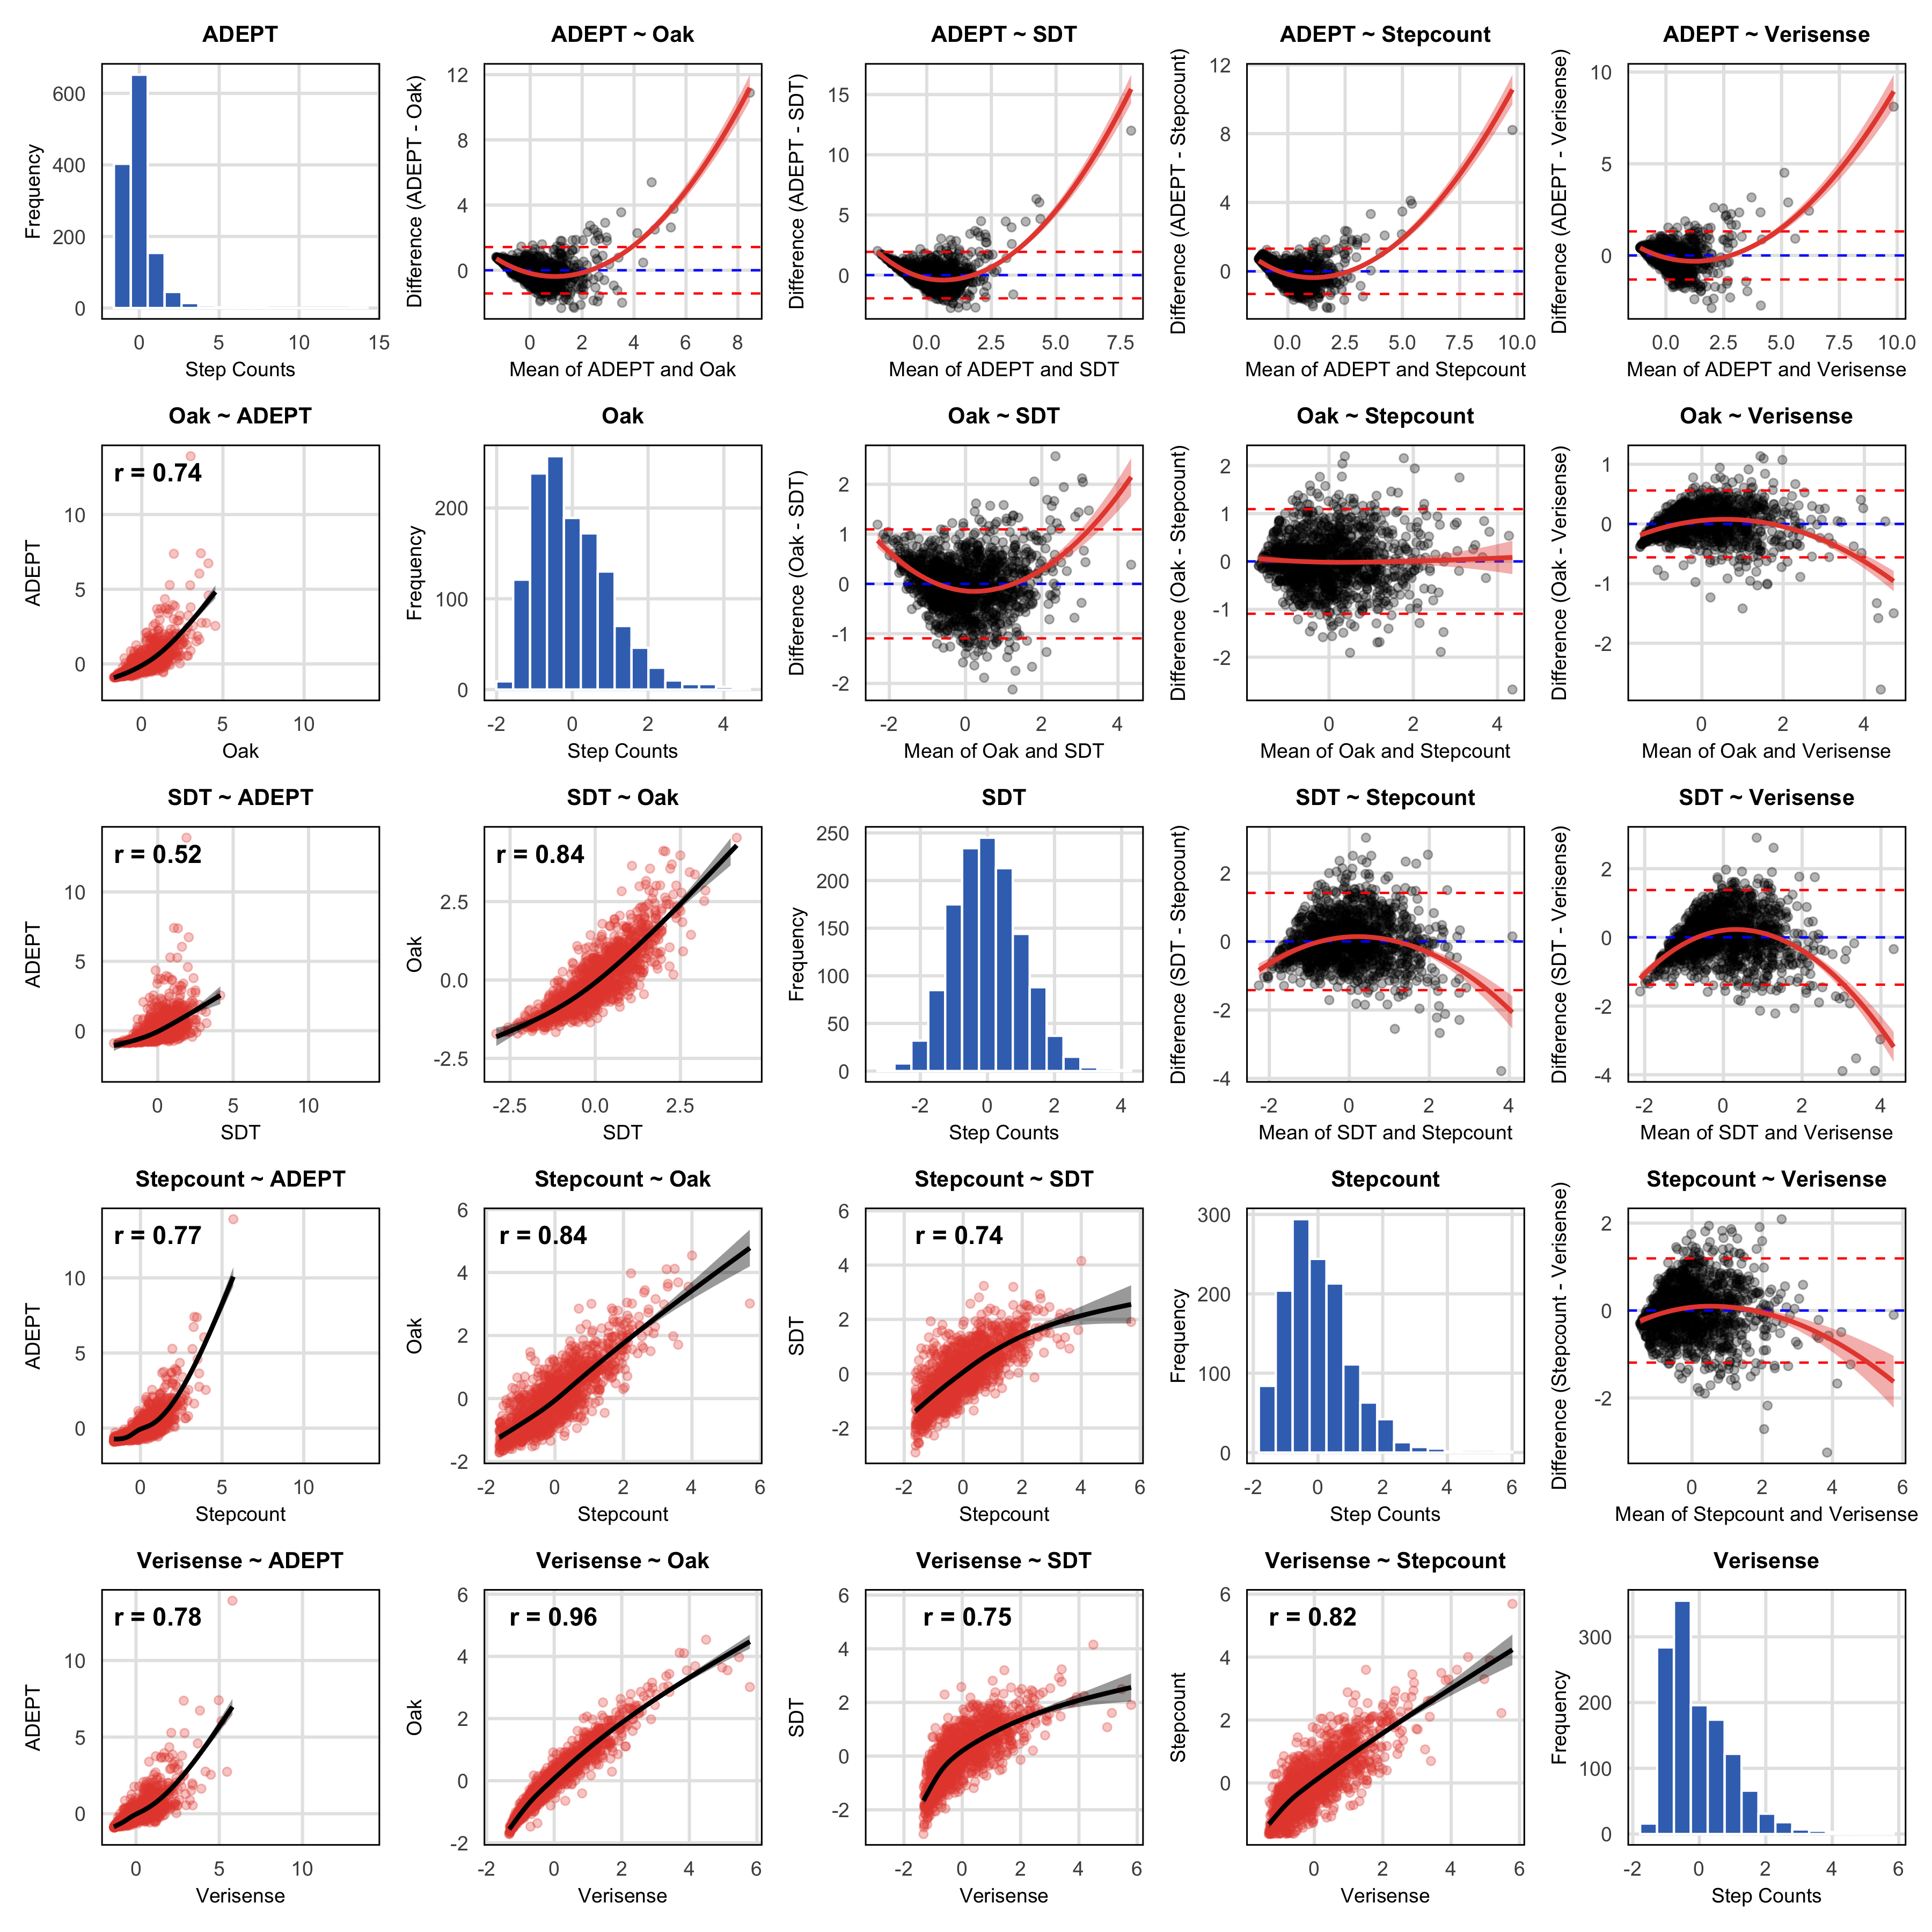 ADEPT
ADEPT ~ Oak
ADEPT ~ SDT
ADEPT ~ Stepcount
ADEPT ~ Verisense
Frequency
600
400
200
0
0 5 10 15
Step Counts
Difference (ADEPT - Oak)
12
8
4
0
0 2 4 6 8
Mean of ADEPT and Oak
Difference (ADEPT - SDT)
15
10
5
0
0.0 2.5 5.0 7.5
Mean of ADEPT and SDT
Difference (ADEPT - Stepcount)
12
8
4
0
0.0 2.5 5.0 7.5 10.0
Mean of ADEPT and Stepcount
Difference (ADEPT - Verisense)
10
5
0
0.0 2.5 5.0 7.5 10.0
Mean of ADEPT and Verisense
Oak ~ ADEPT
Oak
Oak ~ SDT
Oak ~ Stepcount
Oak ~ Verisense
r = 0.74
ADEPT
10
5
0
0 5 10
Oak
Frequency
200
100
0
-2 0 2 4
Step Counts
Difference (Oak - SDT)
2
1
0
-1
-2
-2 0 2 4
Mean of Oak and SDT
Difference (Oak - Stepcount)
2
1
0
-1
-2
0 2 4
Mean of Oak and Stepcount
Difference (Oak - Verisense)
1
0
-1
-2
0 2 4
Mean of Oak and Verisense
SDT ~ ADEPT
SDT ~ Oak
SDT
SDT ~ Stepcount
SDT ~ Verisense
r = 0.52
ADEPT
10
5
0
0 5 10
SDT
r = 0.84
Oak
2.5
0.0
-2.5
-2.5 0.0 2.5
SDT
Frequency
250
200
150
100
50
0
-2 0 2 4
Step Counts
Difference (SDT - Stepcount)
2
0
-2
-4
-2 0 2 4
Mean of SDT and Stepcount
Difference (SDT - Verisense)
2
0
-2
-4
-2 0 2 4
Mean of SDT and Verisense
Stepcount ~ ADEPT
Stepcount ~ Oak
Stepcount ~ SDT
Stepcount
Stepcount ~ Verisense
r = 0.77
ADEPT
10
5
0
0 5 10
Stepcount
r = 0.84
Oak
6
4
2
0
-2
-2 0 2 4 6
Stepcount
r = 0.74
SDT
6
4
2
0
-2
-2 0 2 4 6
Stepcount
Frequency
300
200
100
0
-2 0 2 4 6
Step Counts
Difference (Stepcount - Verisense)
2
0
-2
0 2 4 6
Mean of Stepcount and Verisense
Verisense ~ ADEPT
Verisense ~ Oak
Verisense ~ SDT
Verisense ~ Stepcount
Verisense
r = 0.78
ADEPT
10
5
0
0 5 10
Verisense
r = 0.96
Oak
6
4
2
0
-2
-2 0 2 4 6
Verisense
r = 0.75
SDT
6
4
2
0
-2
-2 0 2 4 6
Verisense
r = 0.82
Stepcount
6
4
2
0
0 2 4 6
Verisense
Frequency
300
200
100
0
-2 0 2 4 6
Step Counts